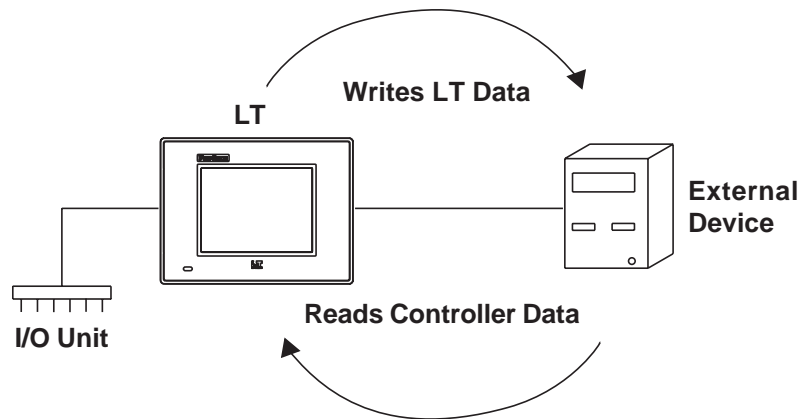 Writes LT Data
LT
External
Device
Reads Controller Data
I/O Unit